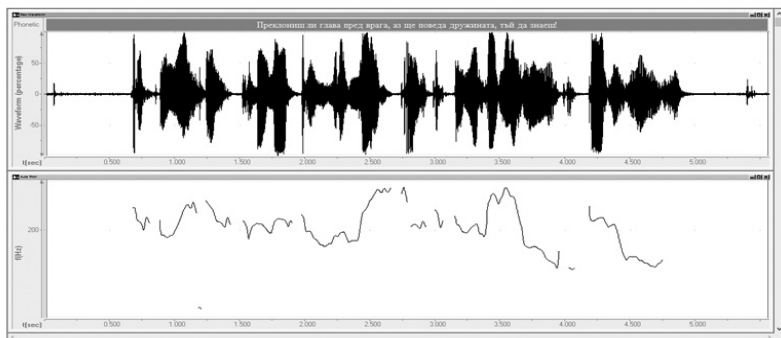 Phonetic Преклониш ли глава пред врага, аз ще поведа дружината, тъй да знаеш!
Waveform (percentage)
50
0
50
t(sec) 0.500 1.000 1.500 2.000 2.500 3.000 3.500 4.000 4.500 5.000
f(Hz)
200
t(sec) 0.500 1.000 1.500 2.000 2.500 3.000 3.500 4.000 4.500 5.000